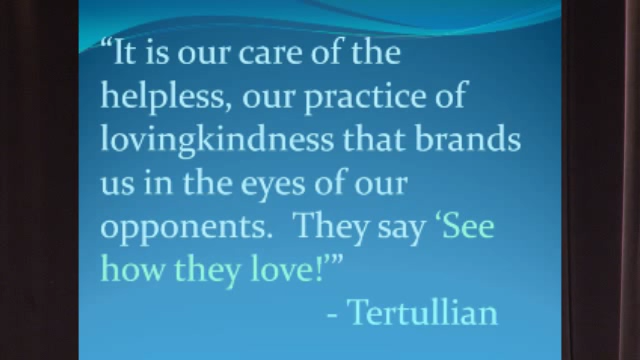 “It is our care of the
helpless, our practice of
lovingkindness that brands
us in the eyes of our
opponents.  They say ‘See
how they love!’”
- Tertullian